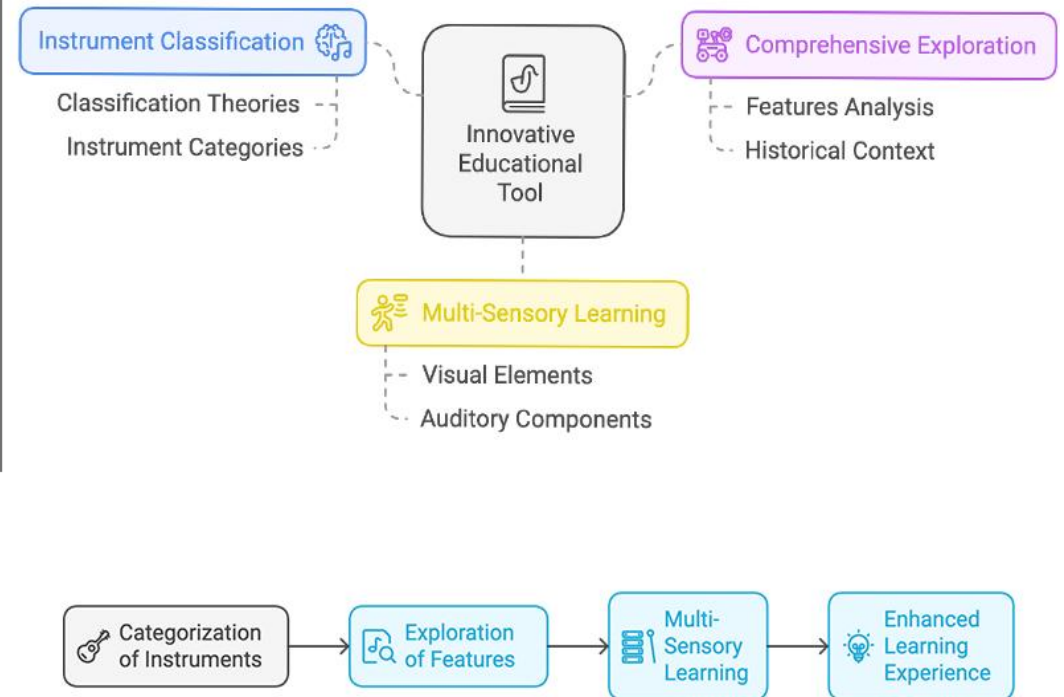 Instrument Classification
Classification Theories
Instrument Categories
Innovative
Educational
Tool
Comprehensive Exploration
Features Analysis
Historical Context
Multi-Sensory Learning
Visual Elements
Auditory Components
Categorization
of Instruments
Exploration
of Features
Multi-
Sensory
Learning
Enhanced
Learning
Experience